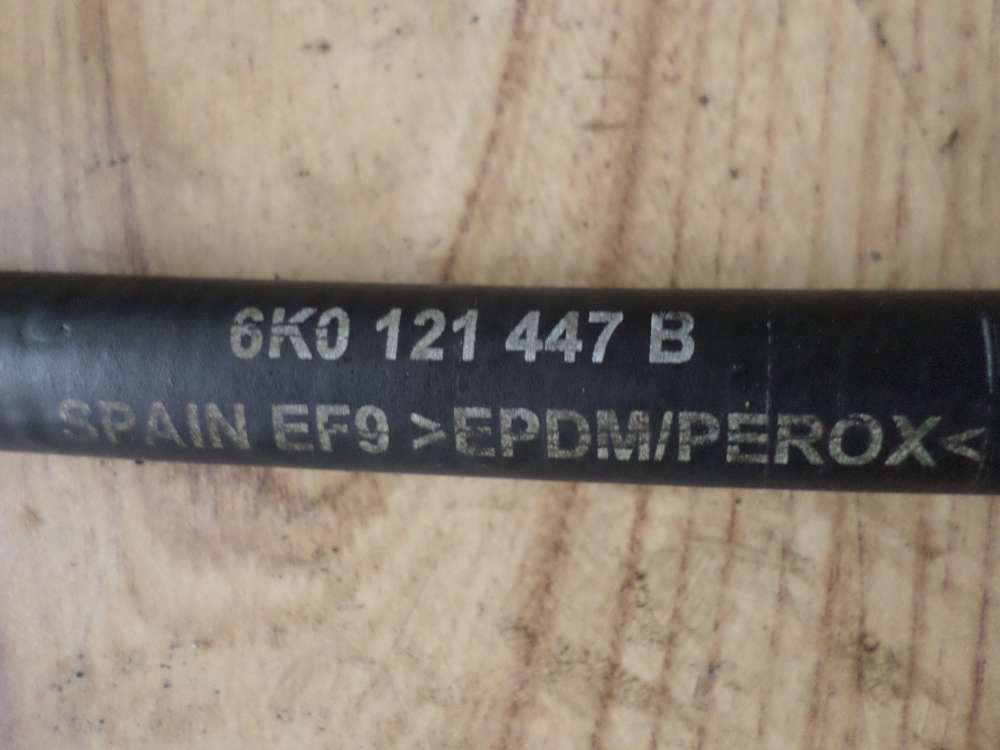 6K0 121 447 B
SPAIN EF9 >EPDM/PEROX<